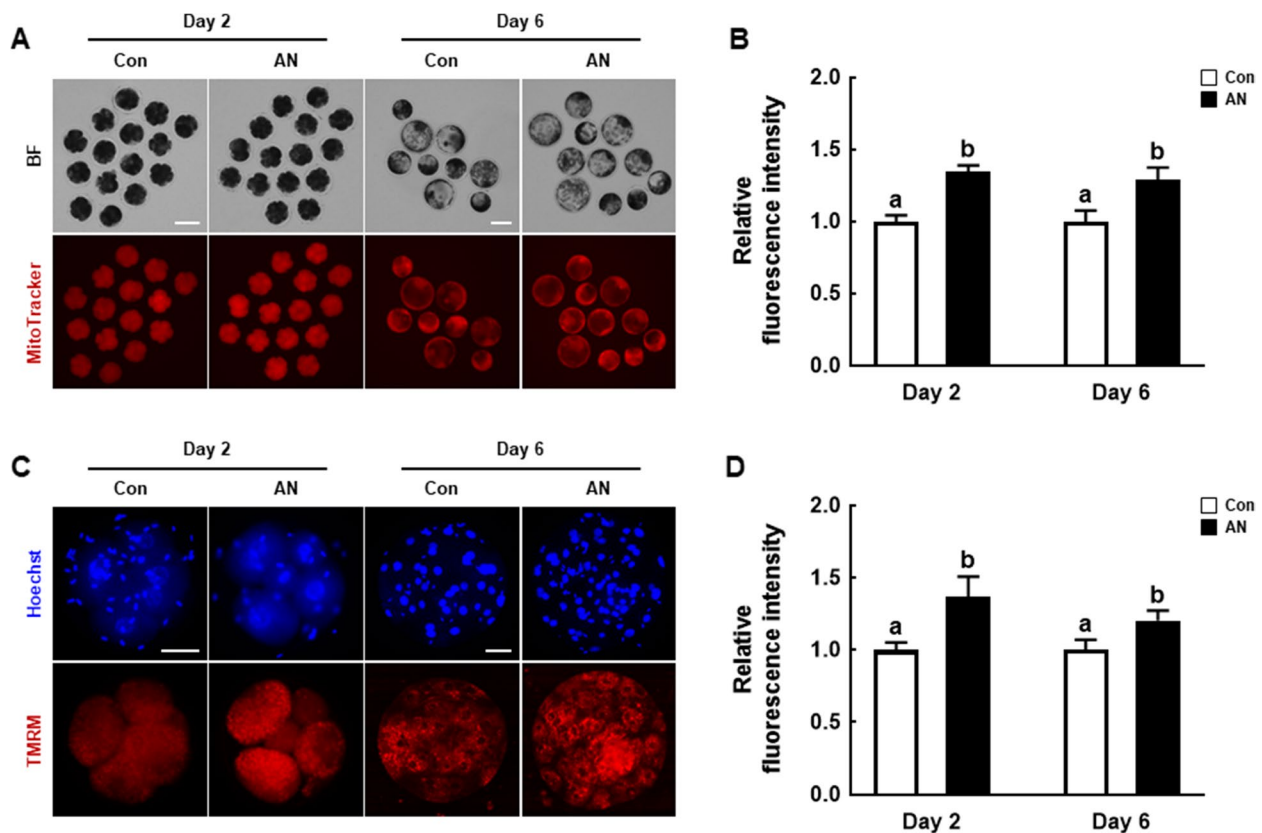 A
Day 2
Day 6
Con
AN
Con
AN
BF
MitoTracker
B
Relative
fluorescence intensity
2.0
1.5
1.0
0.5
0.0
a
b
a
b
Day 2
Day 6
Con
AN
C
Day 2
Day 6
Con
AN
Con
AN
Hoechst
TMRM
D
Relative
fluorescence intensity
2.0
1.5
1.0
0.5
0.0
a
b
a
b
Day 2
Day 6
Con
AN